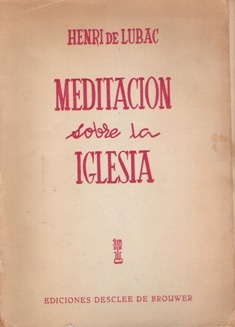 HENRI DE LUBAC
MEDITACION
sobre la
IGLESIA
EDICIONES DESCLEE DE BROUWER